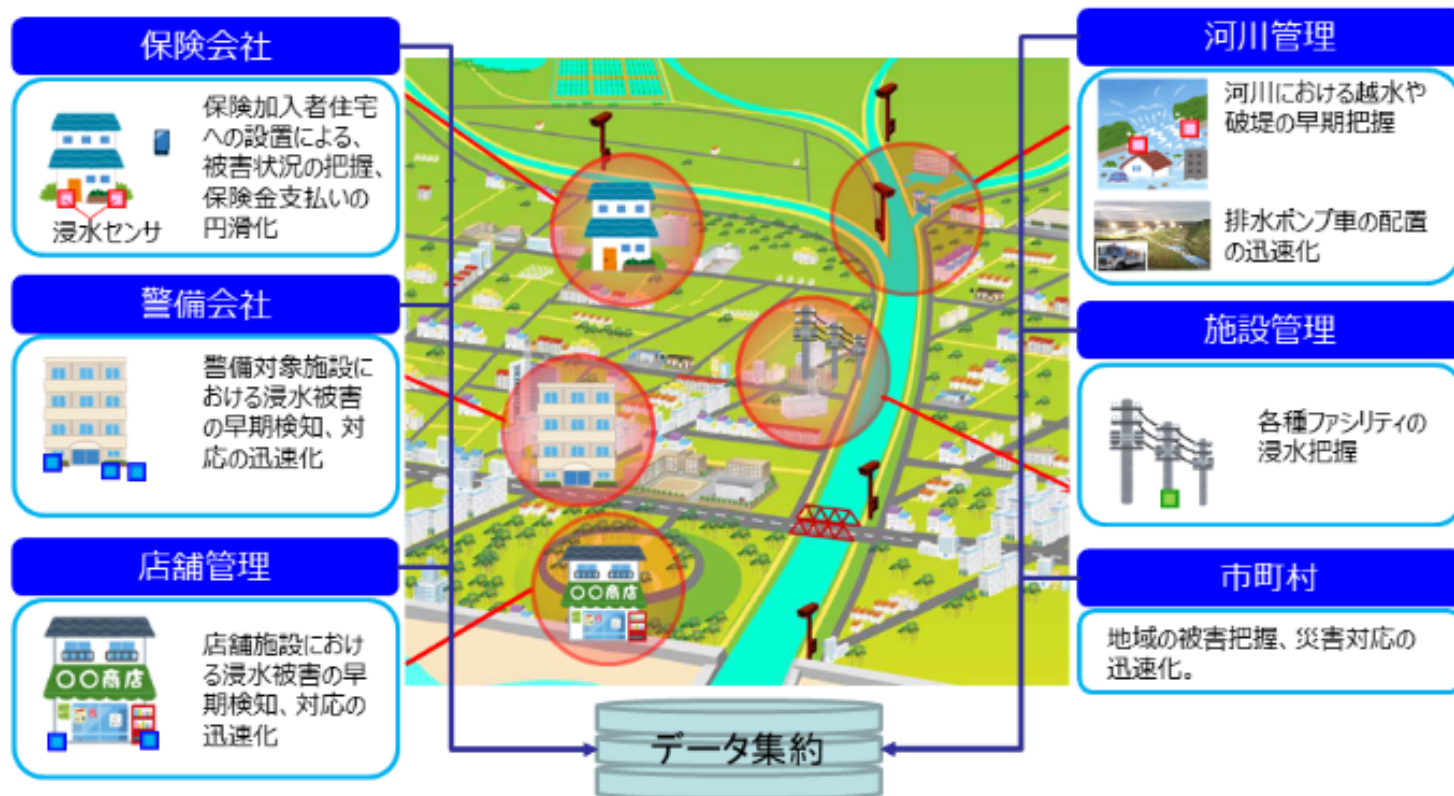 保険会社
保険加入者住宅
への設置による、
被害状況の把握、
保険金支払いの
円滑化
浸水センサ
警備会社
警備対象施設に
おける浸水被害
の早期検知、対
応の迅速化
店舗管理
〇〇商店
店舗施設におけ
る浸水被害の早
期検知、対応の
迅速化
〇〇商店
データ集約
河川管理
河川における越水や
破堤の早期把握
排水ポンプ車の配置
の迅速化
施設管理
各種ファシリティの
浸水把握
市町村
地域の被害把握、災害対応の
迅速化。